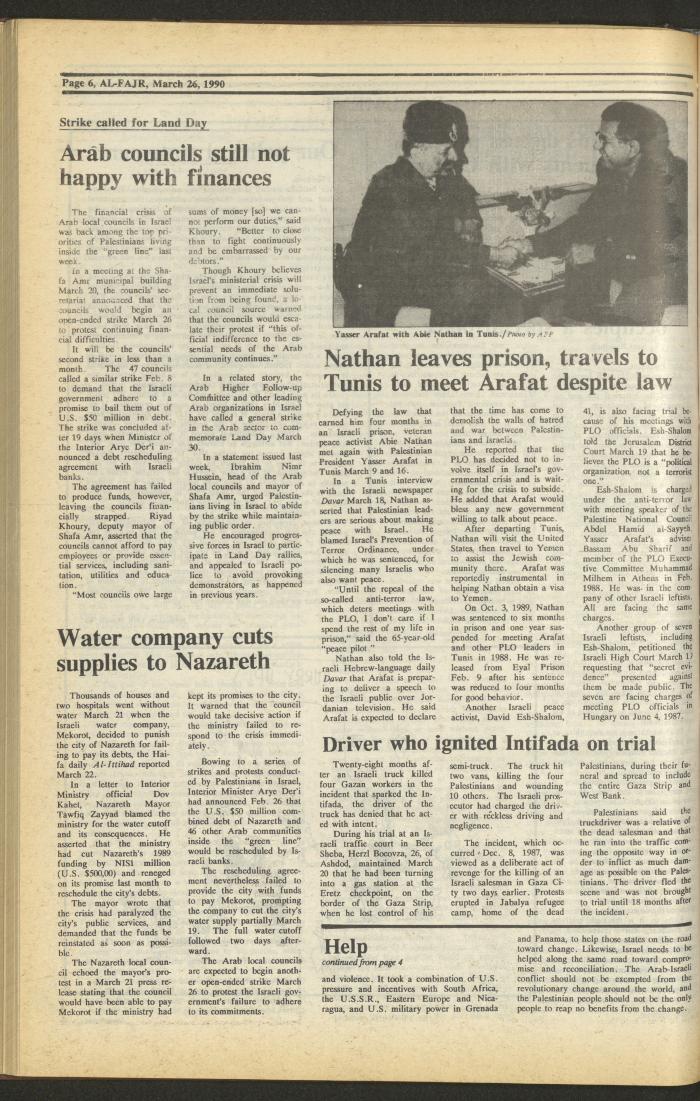 Page 6, AL-FAJR, March 26, 1990
Strike called for Land Day
Arab councils still not
happy with finances
The financial crisis of
Arab local councils in Israel
was back among the top pri-
orities of Palestinians living
inside the "green line" last
week.
In a meeting at the Sha-
fa Amr municipal building
March 20, the councils' sec-
retariat announced that the
councils would begin an
open-ended strike March 26
to protest continuing finan-
cial difficulties.
It will be the councils'
second strike in less than a
month. The 47 councils
called a similar strike Feb. 8
to demand that the Israeli
government adhere to a
promise to bail them out of
U.S. $50 million in debt.
The strike was concluded af-
ter 19 days when Minister of
the Interior Arye Der'i an-
nounced a debt rescheduling
agreement with Israeli
banks.
The agreement has failed
to produce funds, however,
leaving the councils finan-
cially strapped. Riyad
Khoury, deputy mayor of
Shafa Amr, asserted that the
councils cannot afford to pay
employees or provide essen-
tial services, including sani-
tation, utilities and educa-
tion.
"Most councils owe large
sums of money [so] we can-
not perform our duties," said
Khoury. "Better to close
than to fight continuously
and be embarrassed by our
debtors."
Though Khoury believes
Israel's ministerial crisis will
prevent an immediate solu-
tion from being found, a lo-
cal council source warned
that the councils would esca-
late their protest if "this of-
ficial indifference to the es-
sential needs of the Arab
community continues."
In a related story, the
Arab Higher Follow-up
Committee and other leading
Arab organizations in Israel
have called a general strike
in the Arab sector to com-
memorate Land Day March
30.
In a statement issued last
week, Ibrahim Nimr
Hussein, head of the Arab
local councils and mayor of
Shafa Amr, urged Palestin-
ians living in Israel to abide
by the strike while maintain-
ing public order.
He encouraged progres-
sive forces in Israel to partic-
ipate in Land Day rallies,
and appealed to Israeli po-
lice to avoid provoking
demonstrators, as happened
in previous years.
Water company cuts
supplies to Nazareth
Thousands of houses and
two hospitals went without
water March 21 when the
Israeli water company,
Mekorot, decided to punish
the city of Nazareth for fail-
ing to pay its debts, the Hai-
fa daily Al-Ittihad reported
March 22.
In a letter to Interior
Ministry official Dov
Kahet, Nazareth Mayor
Tawfiq Zayyad blamed the
ministry for the water cutoff
and its consequences. He
asserted that the ministry
had cut Nazareth's 1989
funding by NIS1 million
(U.S. $500,00) and reneged
on its promise last month to
reschedule the city's debts.
The mayor wrote that
the crisis had paralyzed the
city's public services, and
demanded that the funds be
reinstated as soon as possi-
ble.
The Nazareth local coun-
cil echoed the mayor's pro-
test in a March 21 press re-
lease stating that the council
would have been able to pay
Mekorot if the ministry had
kept its promises to the city.
It warned that the council
would take decisive action if
the ministry failed to re-
spond to the crisis immedi-
ately.
Bowing to a series of
strikes and protests conduct-
ed by Palestinians in Israel,
Interior Minister Arye Der'i
had announced Feb. 26 that
the U.S. $50 million com-
bined debt of Nazareth and
46 other Arab communities
inside the "green line"
would be rescheduled by Is-
raeli banks.
The rescheduling agree-
ment nevertheless failed to
provide the city with funds
to pay Mekorot, prompting
the company to cut the city's
water supply partially March
19. The full water cutoff
followed two days after-
ward.
The Arab local councils
are expected to begin anoth-
er open-ended strike March
26 to protest the Israeli gov-
ernment's failure to adhere
to its commitments.
Yasser Arafat with Abie Nathan in Tunis./Photo by AFP
Nathan leaves prison, travels to
Tunis to meet Arafat despite law
Defying the law that
earned him four months in
an Israeli prison, veteran
peace activist Abie Nathan
met again with Palestinian
President Yasser Arafat in
Tunis March 9 and 16.
In a Tunis interview
with the Israeli newspaper
Davar March 18, Nathan as-
serted that Palestinian lead-
ers are serious about making
peace with Israel. He
blamed Israel's Prevention of
Terror Ordinance, under
which he was sentenced, for
silencing many Israelis who
also want peace.
"Until the repeal of the
so-called anti-terror law,
which deters meetings with
the PLO, I don't care if I
spend the rest of my life in
prison," said the 65-year-old
"peace pilot."
Nathan also told the Is-
raeli Hebrew-language daily
Davar that Arafat is prepar-
ing to deliver a speech to
the Israeli public over Jor-
danian television. He said
Arafat is expected to declare
that the time has come to
demolish the walls of hatred
and war between Palestin-
ians and Israelis.
He reported that the
PLO has decided not to in-
volve itself in Israel's gov-
ernmental crisis and is wait-
ing for the crisis to subside.
He added that Arafat would
bless any new government
willing to talk about peace.
After departing Tunis,
Nathan will visit the United
States, then travel to Yemen
to assist the Jewish com-
munity there. Arafat was
reportedly instrumental in
helping Nathan obtain a visa
to Yemen.
On Oct. 3, 1989, Nathan
was sentenced to six months
in prison and one year sus-
pended for meeting Arafat
and other PLO leaders in
Tunis in 1988. He was re-
leased from Eyal Prison
Feb. 9 after his sentence
was reduced to four months
for good behavior.
Another Israeli peace
activist, David Esh-Shalom,
41, is also facing trial be-
cause of his meetings with
PLO officials. Esh-Shalom
told the Jerusalem District
Court March 19 that he be-
lieves the PLO is a "political
organization, not a terrorist
one."
Esh-Shalom is charged
under the anti-terror law
with meeting speaker of the
Palestine National Council
Abdel Hamid al-Sayyeh,
Yasser Arafat's adviser
Bassam Abu Sharif and
member of the PLO Execu-
tive Committee Muhammad
Milhem in Athens in Feb.
1988. He was in the com-
pany of other Israeli leftists.
All are facing the same
charges.
Another group of seven
Israeli leftists, including
Esh-Shalom, petitioned the
Israeli High Court March 13
requesting that "secret evi-
dence" presented against
them be made public. The
seven are facing charges of
meeting PLO officials in
Hungary on June 4, 1987.
Driver who ignited Intifada on trial
Twenty-eight months af-
ter an Israeli truck killed
four Gazan workers in the
incident that sparked the In-
tifada, the driver of the
truck has denied that he act-
ed with intent.
During his trial at an Is-
raeli traffic court in Beer
Sheba, Herzl Bocovza, 26, of
Ashdod, maintained March
20 that he had been turning
into a gas station at the
Eretz checkpoint, on the
border of the Gaza Strip,
when he lost control of his
semi-truck. The truck hit
two vans, killing the four
Palestinians and wounding
10 others. The Israeli pros-
ecutor had charged the driv-
er with reckless driving and
negligence.
The incident, which oc-
curred Dec. 8, 1987, was
viewed as a deliberate act of
revenge for the killing of an
Israeli salesman in Gaza Ci-
ty two days earlier. Protests
erupted in Jabalya refugee
camp, home of the dead
Palestinians, during their fu-
neral and spread to include
the entire Gaza Strip and
West Bank.
Palestinians said the
truckdriver was a relative of
the dead salesman and that
he ran into the traffic com-
ing the opposite way in or-
der to inflict as much dam-
age as possible on the Pales-
tinians. The driver fled the
scene and was not brought
to trial until 18 months after
the incident.
Help
continued from page 4
and violence. It took a combination of U.S.
pressure and incentives with South Africa,
the U.S.S.R., Eastern Europe and Nica-
ragua, and U.S. military power in Grenada
and Panama, to help those states on the road
toward change. Likewise, Israel needs to be
helped along the same road toward compro-
mise and reconciliation. The Arab-Israeli
conflict should not be exempted from the
revolutionary change around the world, and
the Palestinian people should not be the only
people to reap no benefits from the change.